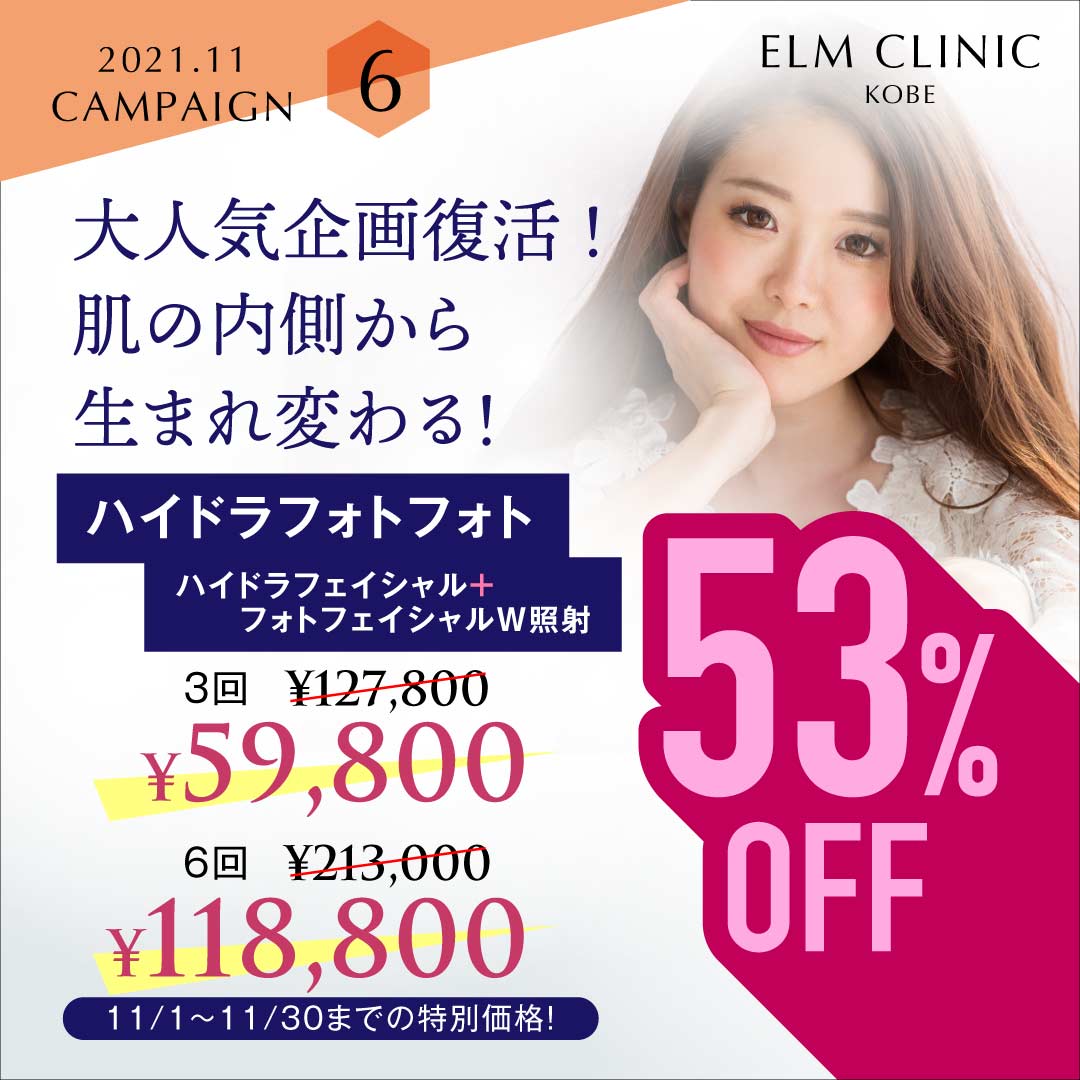 2021.11
CAMPAIGN
6
ELM CLINIC
KOBE
大人気企画復活！
肌の内側から
生まれ変わる！
ハイドラフォトフォト
ハイドラフェイシャル＋
フォトフェイシャルW照射
3回 ¥127,800
¥59,800
6回 ¥213,000
¥118,800
11/1〜11/30までの特別価格！
53%
OFF